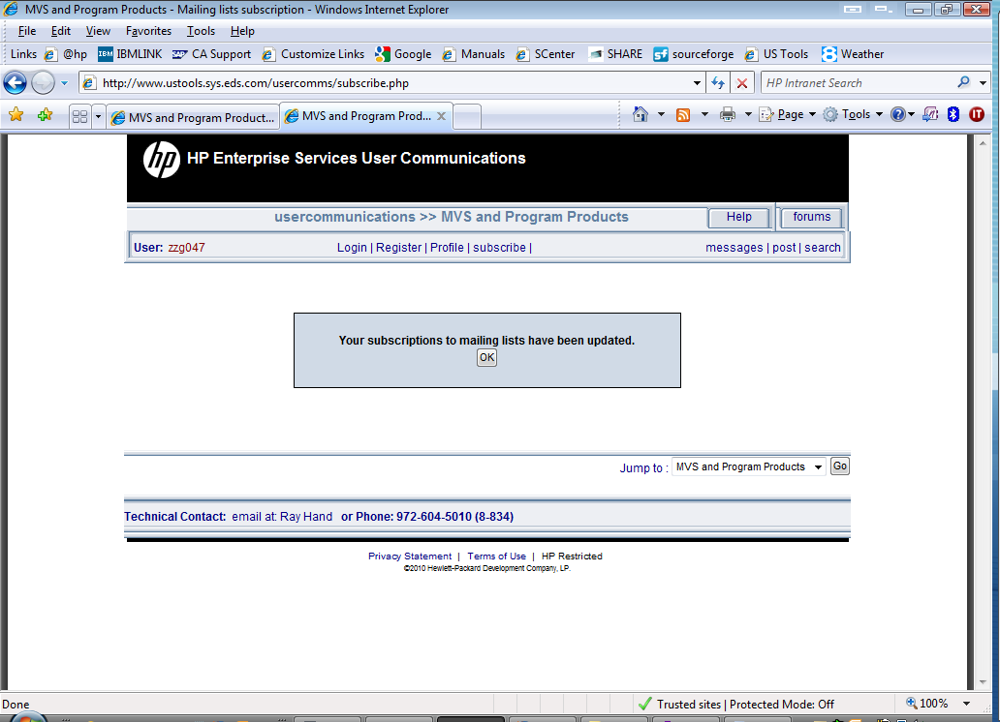 MVS and Program Products - Mailing lists subscription - Windows Internet Explorer
File Edit View Favorites Tools Help
Links @hp IBM IBMLINK CA Support Customize Links Google Manuals SCenter SHARE sf sourceforge US Tools 8 Weather
http://www.ustools.sys.eds.com/usercomms/subscribe.php HP Intranet Search
MVS and Program Product... MVS and Program Prod... Page Tools IT
hp HP Enterprise Services User Communications
usercommunications >> MVS and Program Products Help forums
User: zzg047 Login | Register | Profile | subscribe | messages | post | search
Your subscriptions to mailing lists have been updated.
OK
Jump to : MVS and Program Products Go
Technical Contact: email at: Ray Hand or Phone: 972-604-5010 (8-834)
Privacy Statement | Terms of Use | HP Restricted
©2010 Hewlett-Packard Development Company, LP.
Done Trusted sites | Protected Mode: Off 100%